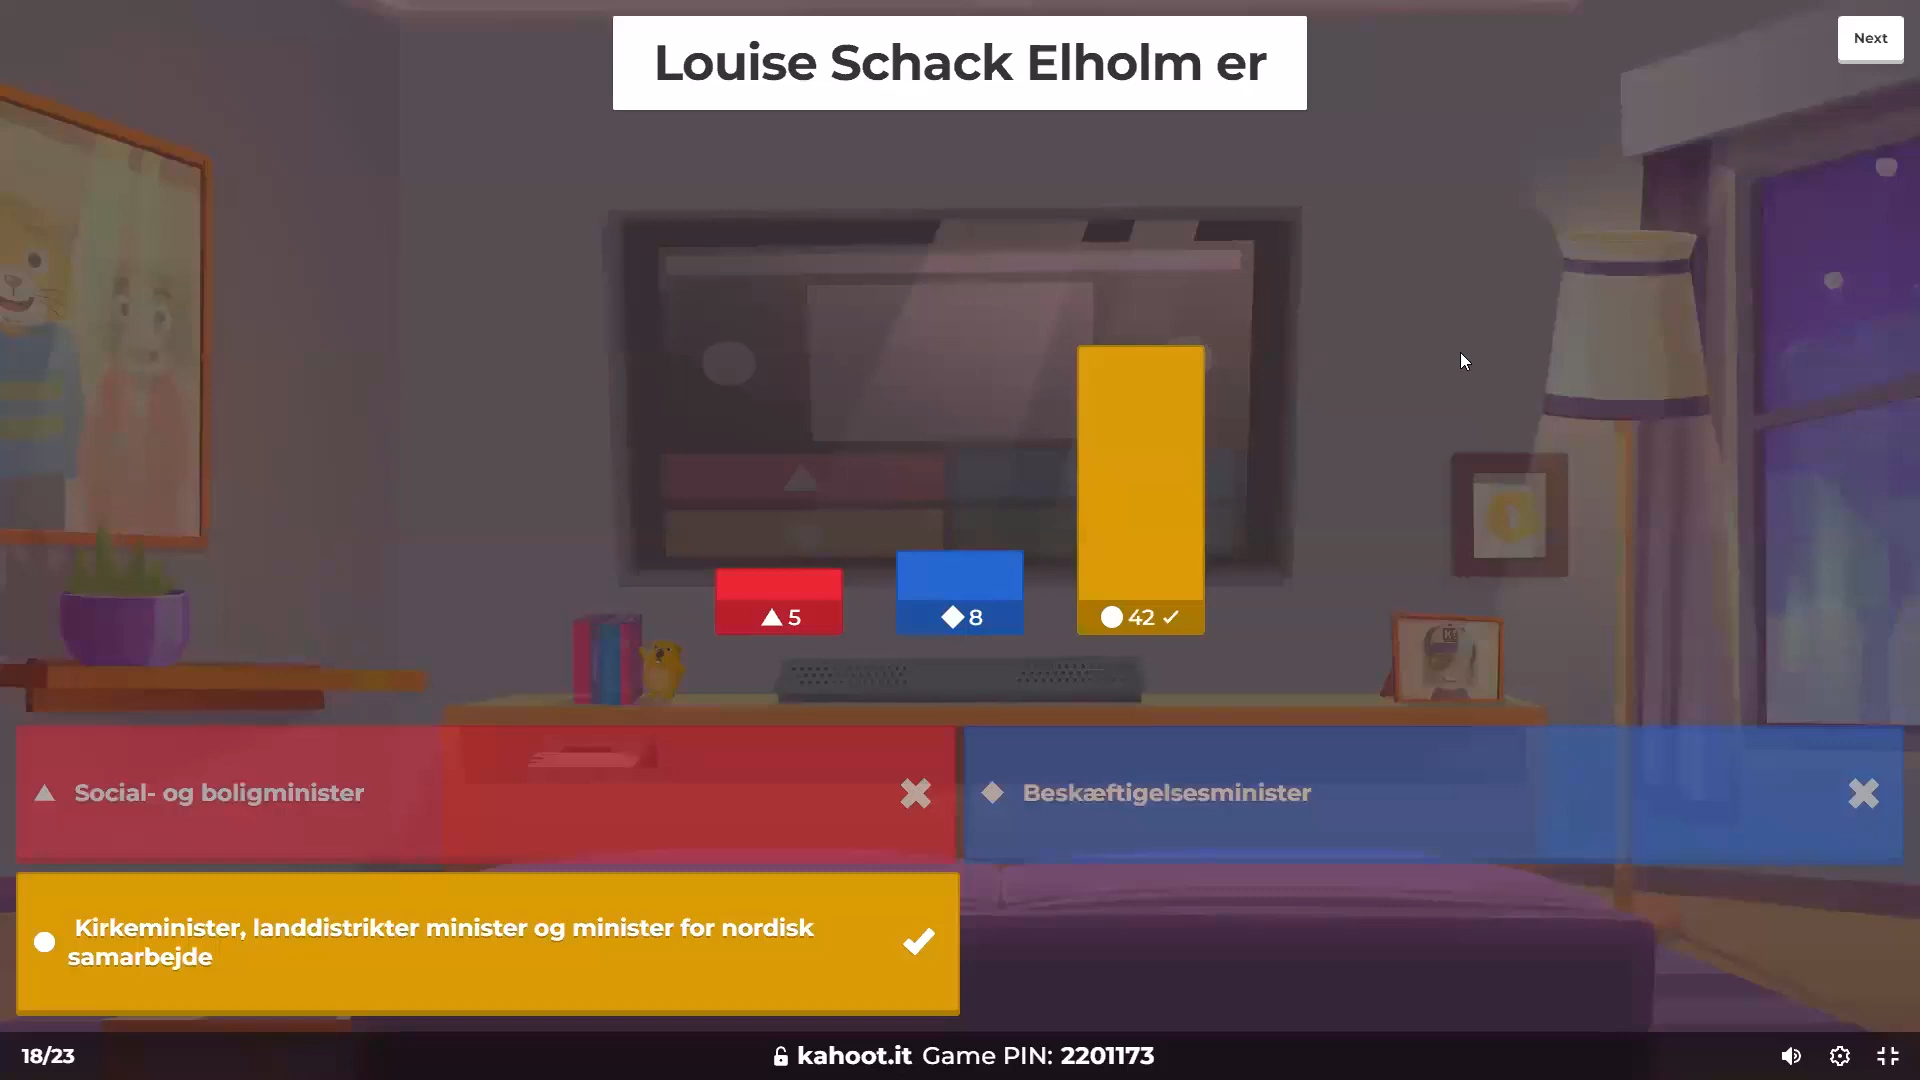 Louise Schack Elholm er
Next
5
8
42
Social- og boligminister
Beskæftigelsesminister
Kirkeminister, landdistrikter minister og minister for nordisk
samarbejde
18/23
kahoot.it Game PIN: 2201173